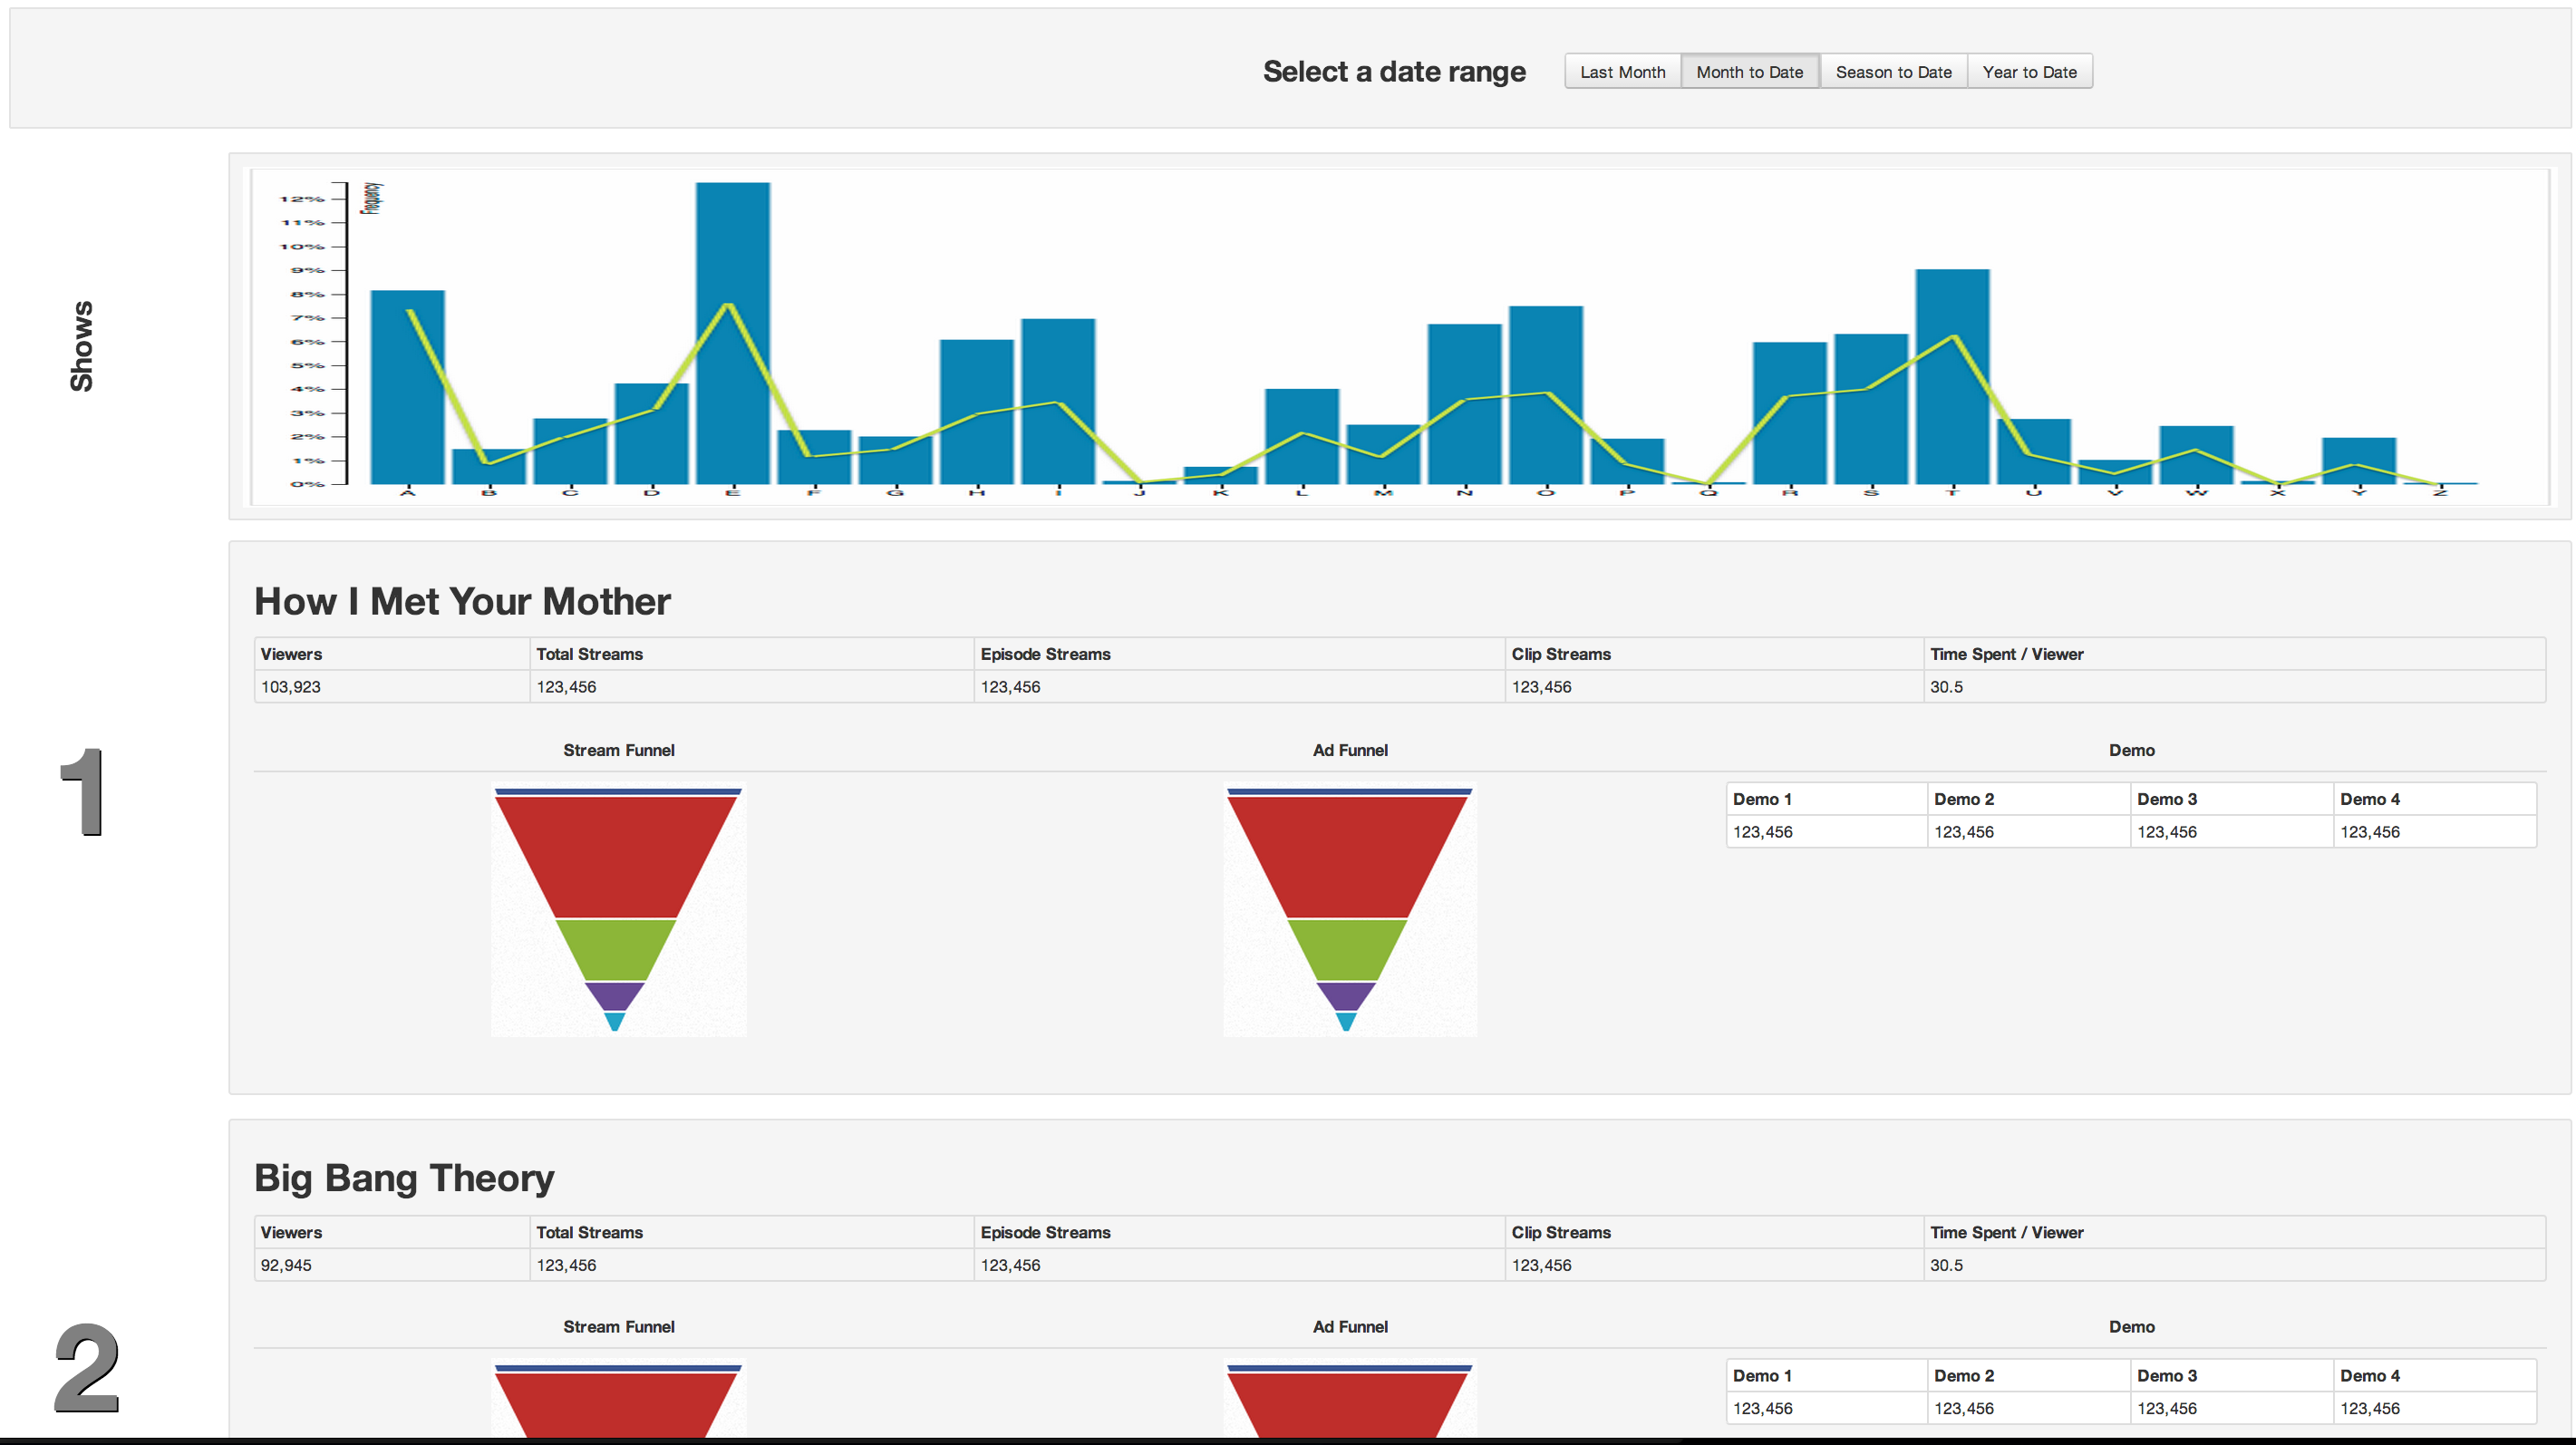 Select a date range Last Month Month to Date Season to Date Year to Date
Shows
Frequency
12%
11%
10%
9%
8%
7%
6%
5%
4%
3%
2%
1%
0%
A B C D E F G H I J K L M N O P Q R S T U V W X Y Z
1
How I Met Your Mother
Viewers Total Streams Episode Streams Clip Streams Time Spent / Viewer
103,923 123,456 123,456 123,456 30.5
Stream Funnel Ad Funnel Demo
Demo 1 Demo 2 Demo 3 Demo 4
123,456 123,456 123,456 123,456
2
Big Bang Theory
Viewers Total Streams Episode Streams Clip Streams Time Spent / Viewer
92,945 123,456 123,456 123,456 30.5
Stream Funnel Ad Funnel Demo
Demo 1 Demo 2 Demo 3 Demo 4
123,456 123,456 123,456 123,456